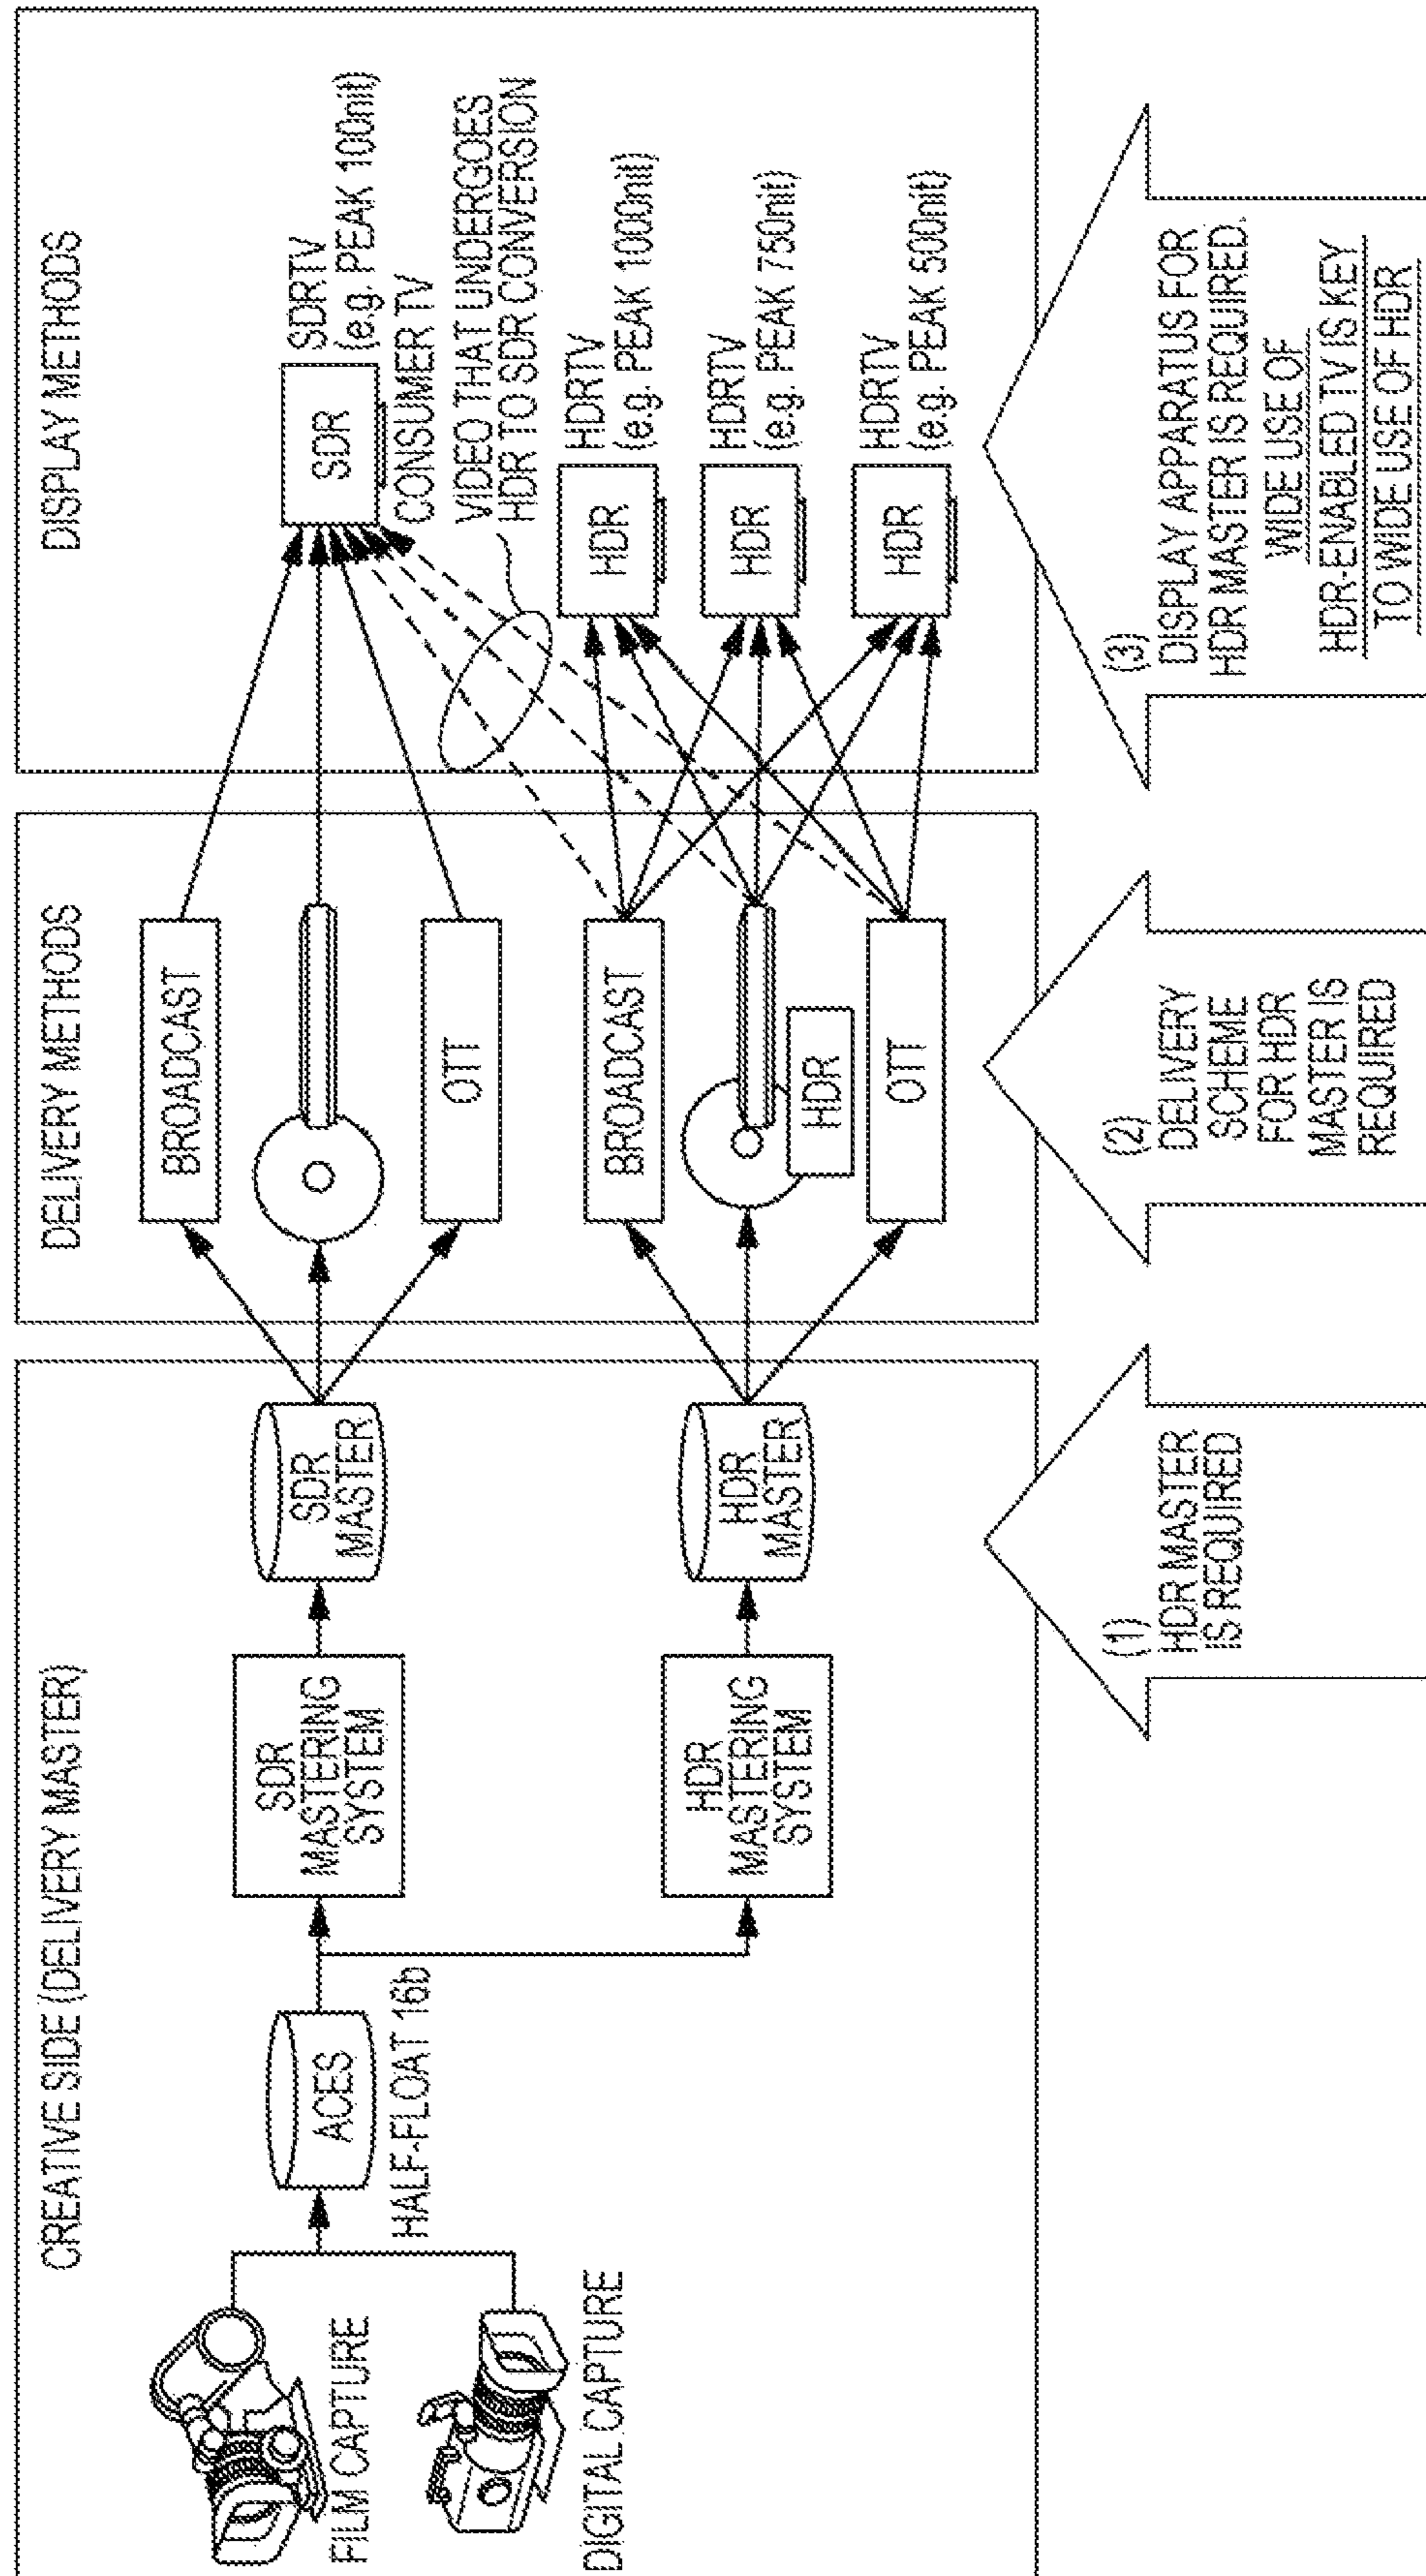 CREATIVE SIDE (DELIVERY MASTER)
FILM CAPTURE
DIGITAL CAPTURE
ACES
HALF-FLOAT 16b
SDR
MASTERING
SYSTEM
HDR
MASTERING
SYSTEM
SDR
MASTER
HDR
MASTER
DELIVERY METHODS
BROADCAST
OTT
BROADCAST
HDR
OTT
DISPLAY METHODS
SDR
SDRTV
(e.g. PEAK 100nit)
CONSUMER TV
VIDEO THAT UNDERGOES
HDR TO SDR CONVERSION
HDR
HDRTV
(e.g. PEAK 1000nit)
HDR
HDRTV
(e.g. PEAK 750nit)
HDR
HDRTV
(e.g. PEAK 500nit)
(1)
HDR MASTER
IS REQUIRED
(2)
DELIVERY
SCHEME
FOR HDR
MASTER IS
REQUIRED
(3)
DISPLAY APPARATUS FOR
HDR MASTER IS REQUIRED.
WIDE USE OF
HDR-ENABLED TV IS KEY
TO WIDE USE OF HDR